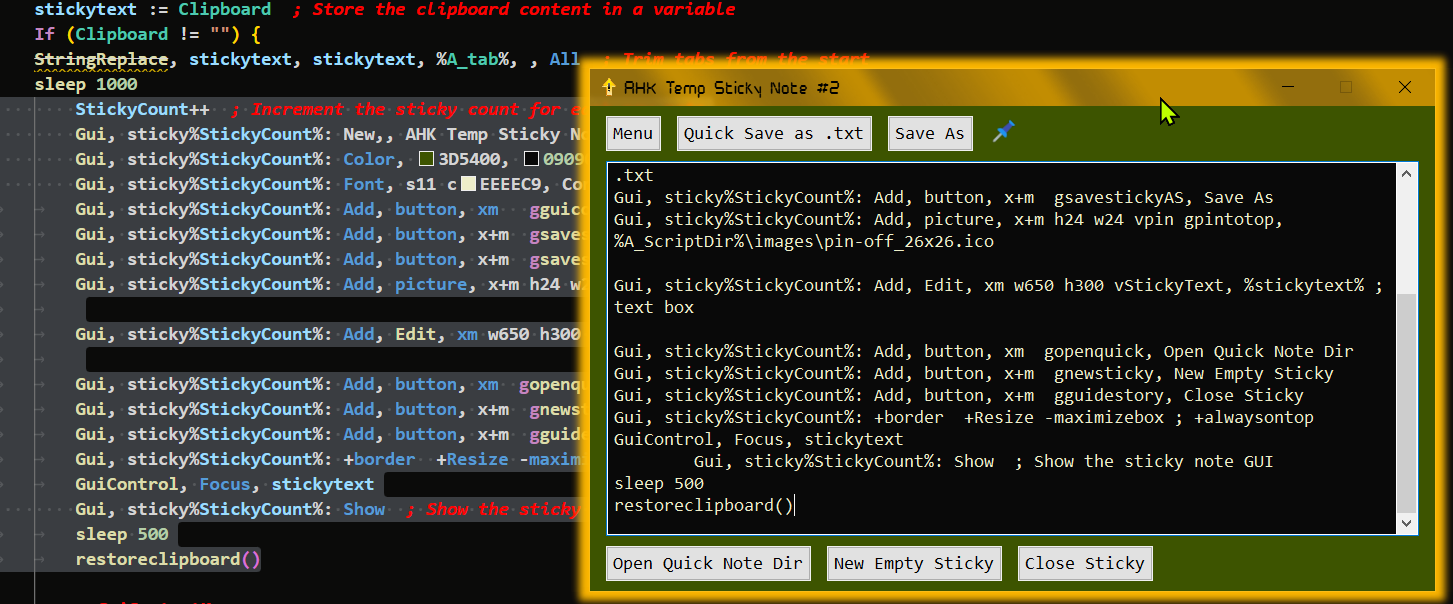 stickytext := Clipboard  ; Store the clipboard content in a variable
If (Clipboard != "") {
StringReplace, stickytext, stickytext, %A_tab%, , All  ; Trim tabs from the start
sleep 1000
StickyCount++  ; Increment the sticky count for
Gui, sticky%StickyCount%: New,, AHK Temp Sticky
Gui, sticky%StickyCount%: Color, 3D5400, 0909
Gui, sticky%StickyCount%: Font, s11 cEEEEC9,
Gui, sticky%StickyCount%: Add, button, xm
Gui, sticky%StickyCount%: Add, button, x+m
Gui, sticky%StickyCount%: Add, button, x+m
Gui, sticky%StickyCount%: Add, picture, x+m h24
Gui, sticky%StickyCount%: Add, Edit, xm w650 h300
Gui, sticky%StickyCount%: Add, button, xm
Gui, sticky%StickyCount%: Add, button, x+m
Gui, sticky%StickyCount%: Add, button, x+m
Gui, sticky%StickyCount%: +border  +Resize
GuiControl, Focus, stickytext
Gui, sticky%StickyCount%: Show  ; Show the sticky
sleep 500
restoreclipboard()
AHK Temp Sticky Note #2
Menu
Quick Save as .txt
Save As
.txt
Gui, sticky%StickyCount%: Add, button, x+m  gsavestickyAS, Save As
Gui, sticky%StickyCount%: Add, picture, x+m h24 w24 vpin gpintotop,
%A_ScriptDir%\images\pin-off_26x26.ico
Gui, sticky%StickyCount%: Add, Edit, xm w650 h300 vStickyText, %stickytext% ;
text box
Gui, sticky%StickyCount%: Add, button, xm  gopenquick, Open Quick Note Dir
Gui, sticky%StickyCount%: Add, button, x+m  gnewsticky, New Empty Sticky
Gui, sticky%StickyCount%: Add, button, x+m  gguidestory, Close Sticky
Gui, sticky%StickyCount%: +border  +Resize -maximizebox ; +alwaysontop
GuiControl, Focus, stickytext
Gui, sticky%StickyCount%: Show  ; Show the sticky note GUI
sleep 500
restoreclipboard()
Open Quick Note Dir
New Empty Sticky
Close Sticky